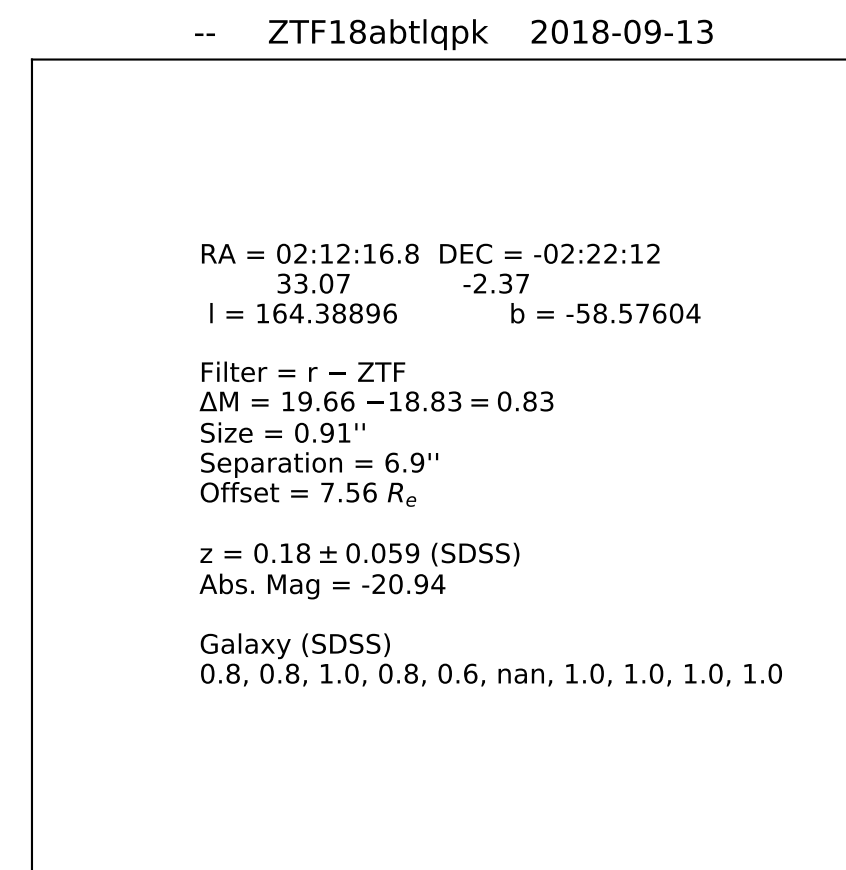 -- ZTF18abtlqpk 2018-09-13
RA = 02:12:16.8 DEC = -02:22:12
33.07 -2.37
l = 164.38896 b = -58.57604
Filter = r − ZTF
ΔM = 19.66 −18.83 = 0.83
Size = 0.91''
Separation = 6.9''
Offset = 7.56 Rₑ
z = 0.18 ± 0.059 (SDSS)
Abs. Mag = -20.94
Galaxy (SDSS)
0.8, 0.8, 1.0, 0.8, 0.6, nan, 1.0, 1.0, 1.0, 1.0